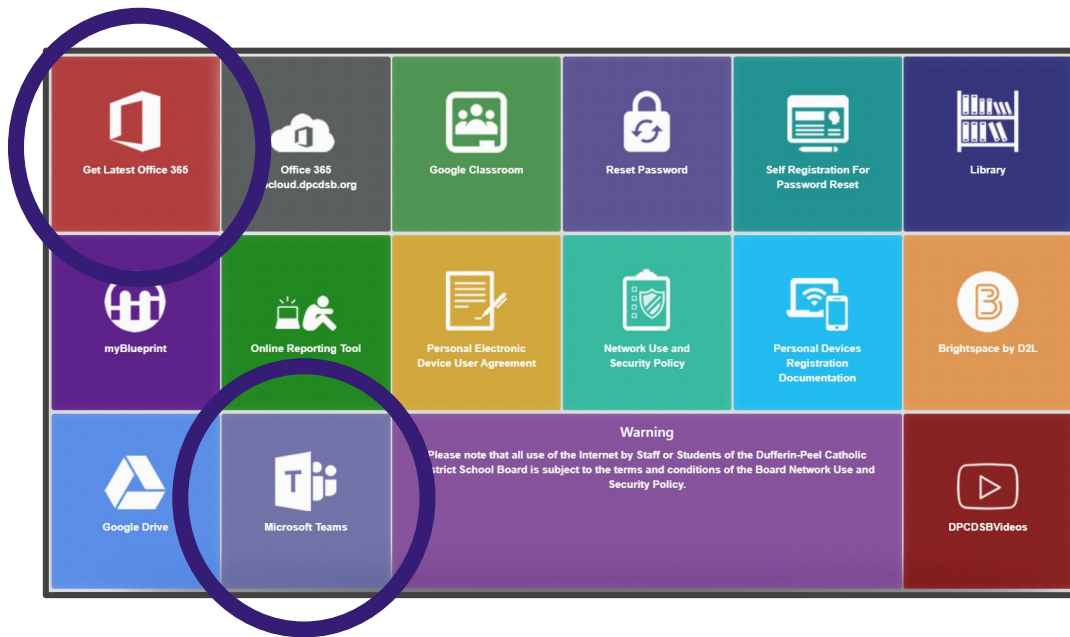 Get Latest Office 365
Office 365
cloud.dpcdsb.org
Google Classroom
Reset Password
Self Registration For
Password Reset
Library
myBlueprint
Online Reporting Tool
Personal Electronic
Device User Agreement
Network Use and
Security Policy
Personal Devices
Registration
Documentation
B
Brightspace by D2L
Google Drive
T
Microsoft Teams
Warning
Please note that all use of the Internet by Staff or Students of the Dufferin-Peel Catholic
strict School Board is subject to the terms and conditions of the Board Network Use and
Security Policy.
DPCDSBVideos